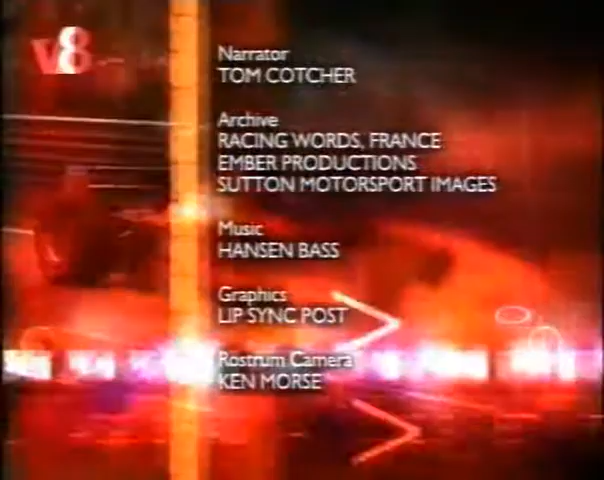 v8
Narrator
TOM COTCHER
Archive
RACING WORDS, FRANCE
EMBER PRODUCTIONS
SUTTON MOTORSPORT IMAGES
Music
HANSEN BASS
Graphics
LIP SYNC POST
Rostrum Camera
KEN MORSE